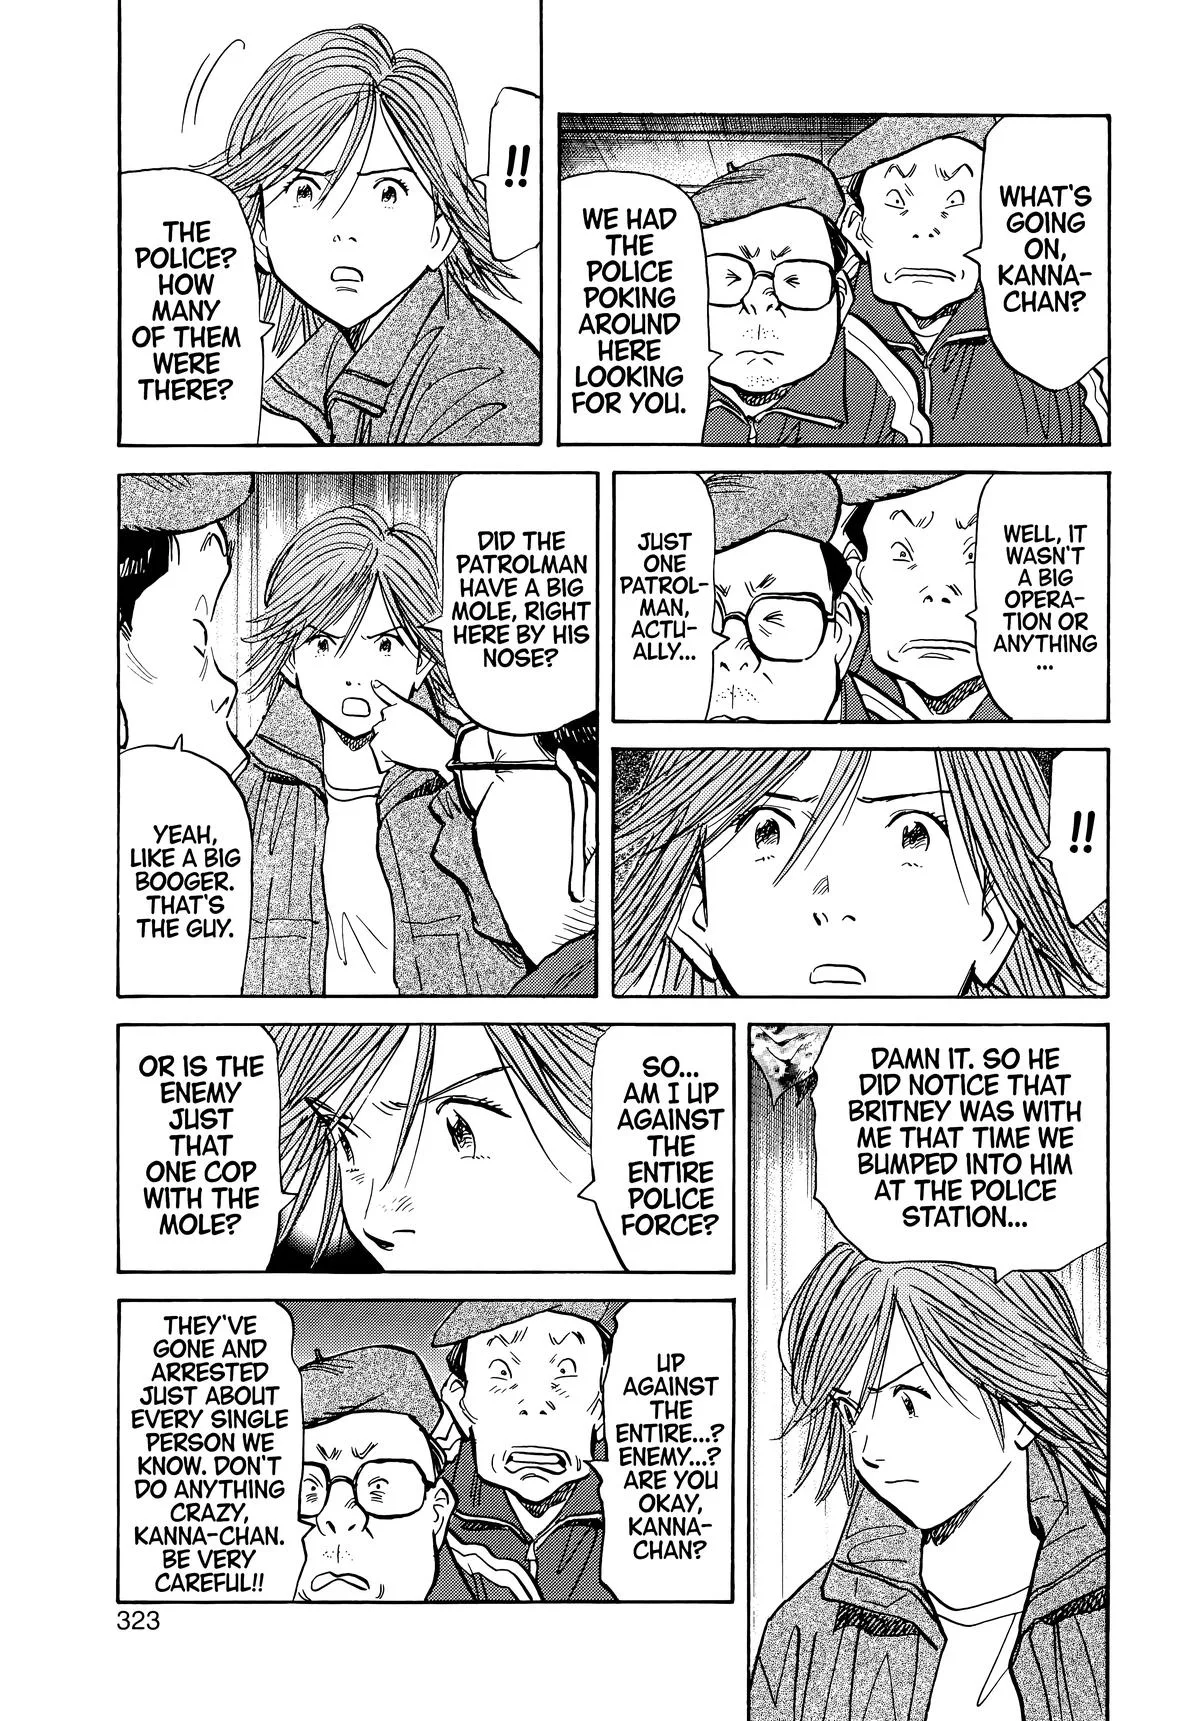 WHAT'S
GOING
ON,
KANNA-
CHAN?
WE HAD
THE
POLICE
POKING
AROUND
HERE
LOOKING
FOR YOU.
!!
THE
POLICE?
HOW
MANY
OF THEM
WERE
THERE?
WELL, IT
WASN'T
A BIG
OPERA-
TION OR
ANYTHING
...
JUST
ONE
PATROL-
MAN,
ACTU-
ALLY...
!!
DID THE
PATROLMAN
HAVE A BIG
MOLE, RIGHT
HERE BY HIS
NOSE?
YEAH,
LIKE A BIG
BOOGER.
THAT'S
THE GUY.
DAMN IT. SO HE
DID NOTICE THAT
BRITNEY WAS WITH
ME THAT TIME WE
BUMPED INTO HIM
AT THE POLICE
STATION...
SO...
AM I UP
AGAINST
THE
ENTIRE
POLICE
FORCE?
OR IS THE
ENEMY
JUST
THAT
ONE COP
WITH THE
MOLE?
UP
AGAINST
THE
ENTIRE...?
ENEMY...?
ARE YOU
OKAY,
KANNA-
CHAN?
THEY'VE
GONE AND
ARRESTED
JUST ABOUT
EVERY SINGLE
PERSON WE
KNOW. DON'T
DO ANYTHING
CRAZY,
KANNA-CHAN.
BE VERY
CAREFUL!!
323